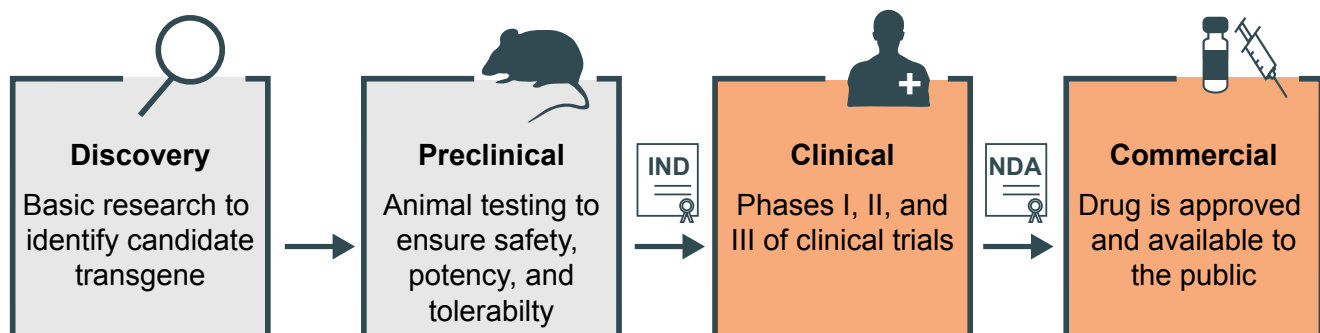 Discovery
Basic research to
identify candidate
transgene
Preclinical
Animal testing to
ensure safety,
potency, and
tolerabilty
IND
Clinical
Phases I, II, and
III of clinical trials
NDA
Commercial
Drug is approved
and available to
the public